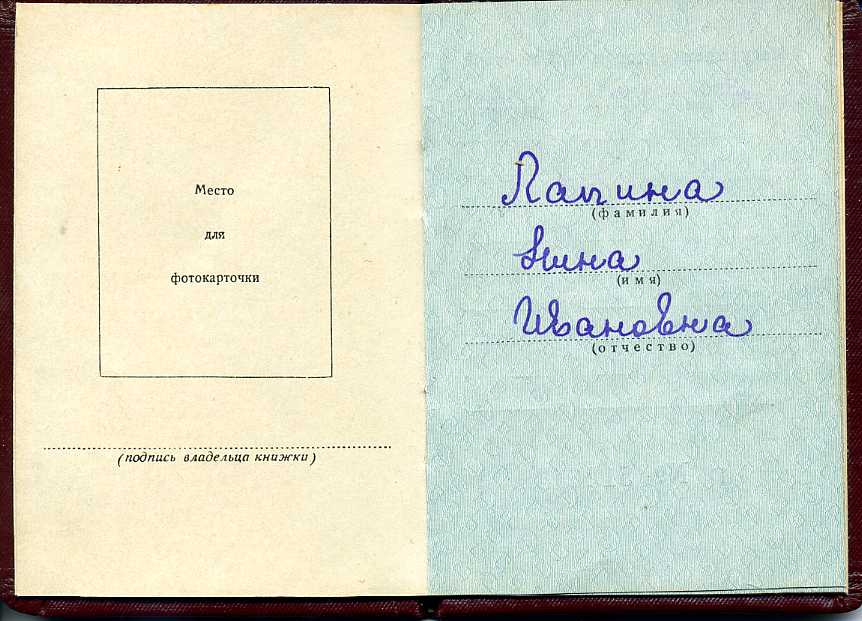 Место
для
фотокарточки
(подпись владельца книжки)
Лапина
(фамилия)
Нина
(имя)
Ивановна
(отчество)